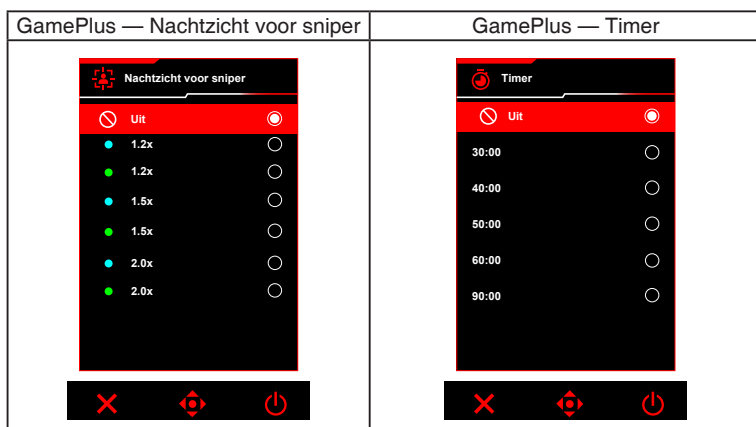 GamePlus — Nachtzicht voor sniper
GamePlus — Timer
Nachtzicht voor sniper
Uit
1.2x
1.2x
1.5x
1.5x
2.0x
2.0x
Timer
Uit
30:00
40:00
50:00
60:00
90:00